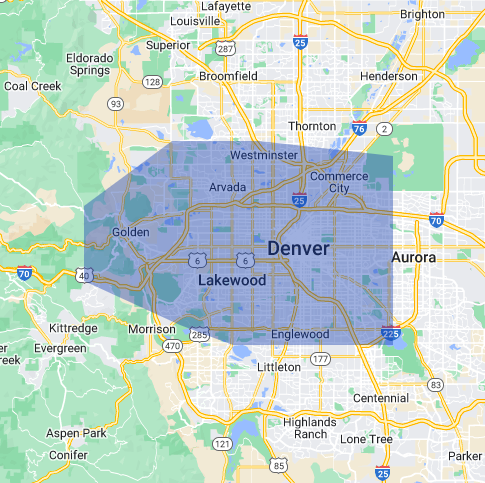 Lafayette
Louisville
Brighton
Superior
287
25
Eldorado
Springs
Broomfield
Henderson
128
Coal Creek
93
Thornton
76
2
Westminster
Arvada
Commerce
City
25
70
Golden
Denver
Aurora
6
6
70
40
Lakewood
Kittredge
Morrison
285
Englewood
225
Evergreen
470
er
reek
177
Littleton
83
Centennial
Highlands
Ranch
Aspen Park
121
Lone Tree
Conifer
85
Parker
25